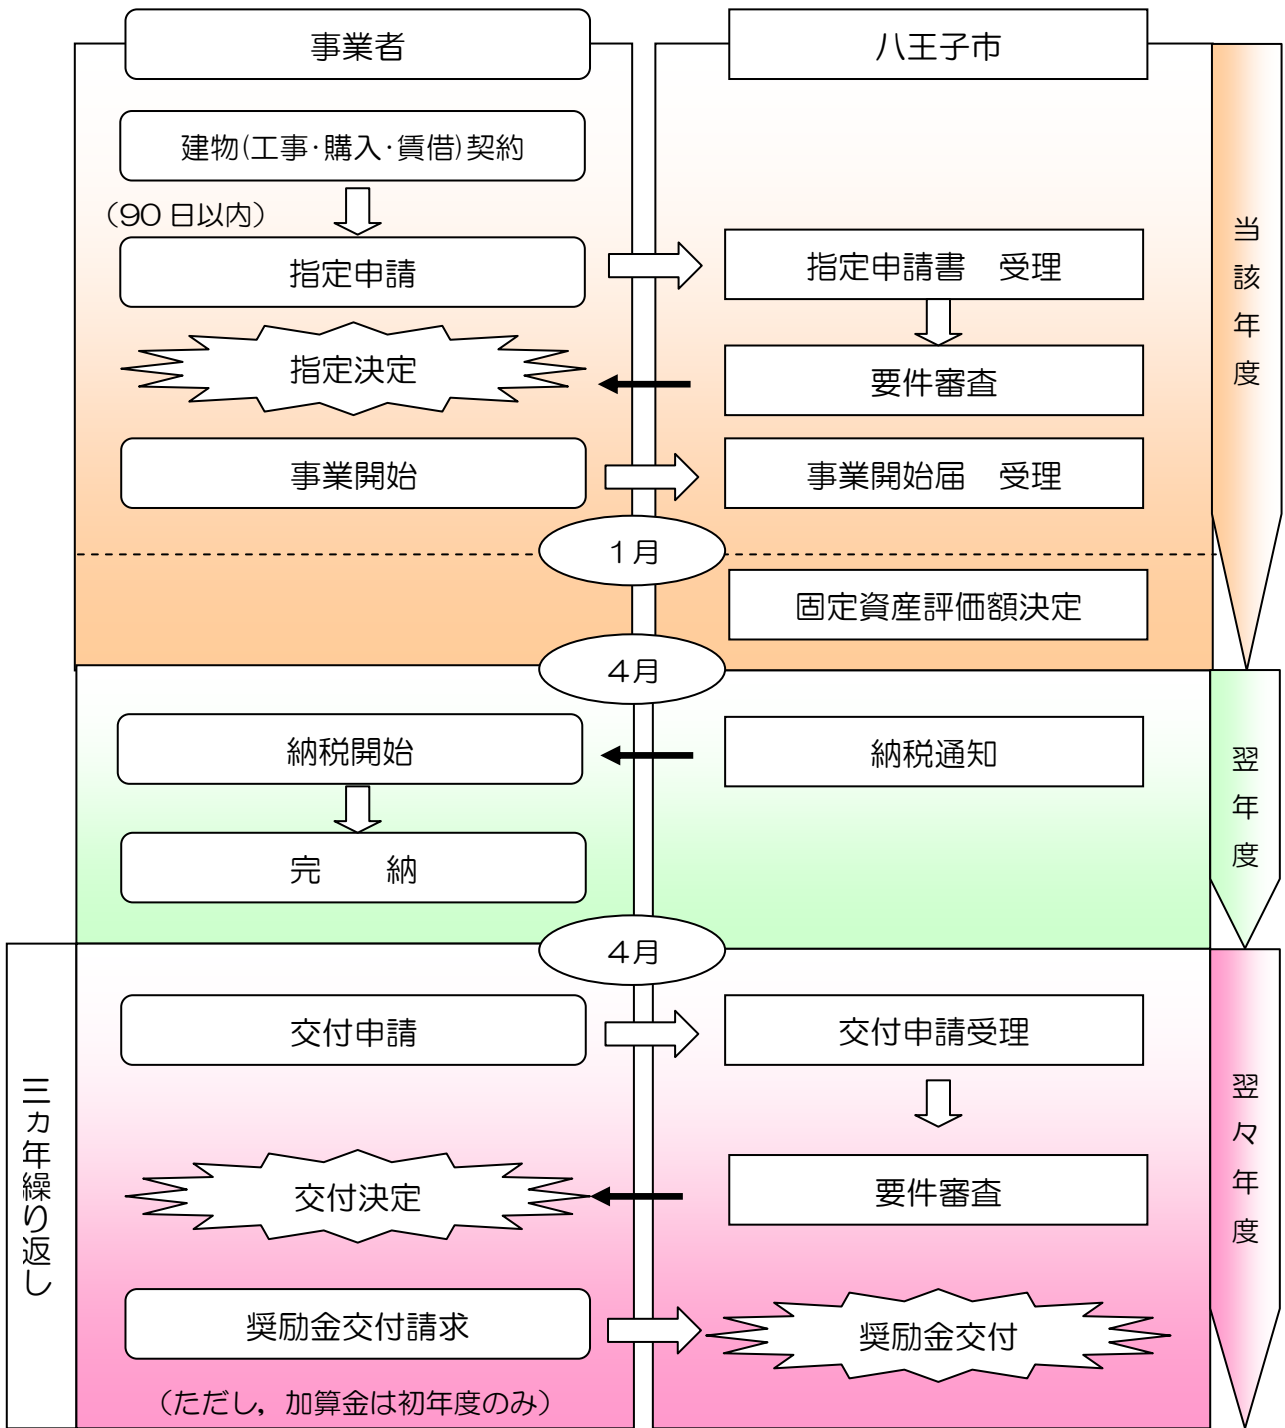 事業者
八王子市
建物(工事・購入・賃借)契約
（90日以内）
指定申請
指定申請書　受理
指定決定
要件審査
事業開始
事業開始届　受理
1月
固定資産評価額決定
4月
当該年度
納税開始
納税通知
完　　納
翌年度
4月
交付申請
交付申請受理
交付決定
要件審査
奨励金交付請求
奨励金交付
（ただし，加算金は初年度のみ）
三ヵ年繰り返し
翌々年度